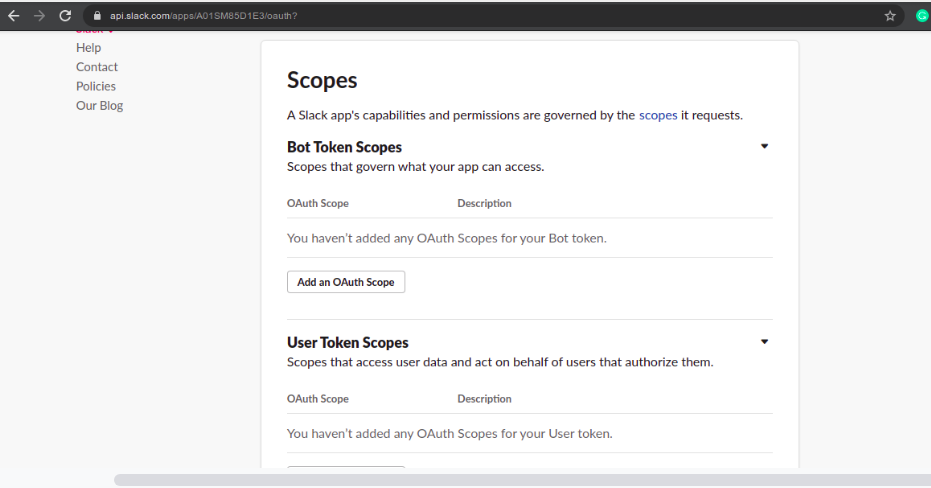 api.slack.com/apps/A01SM85D1E3/oauth?
Slack
Help
Contact
Policies
Our Blog
Scopes
A Slack app's capabilities and permissions are governed by the scopes it requests.
Bot Token Scopes
Scopes that govern what your app can access.
OAuth Scope Description
You haven't added any OAuth Scopes for your Bot token.
Add an OAuth Scope
User Token Scopes
Scopes that access user data and act on behalf of users that authorize them.
OAuth Scope Description
You haven't added any OAuth Scopes for your User token.